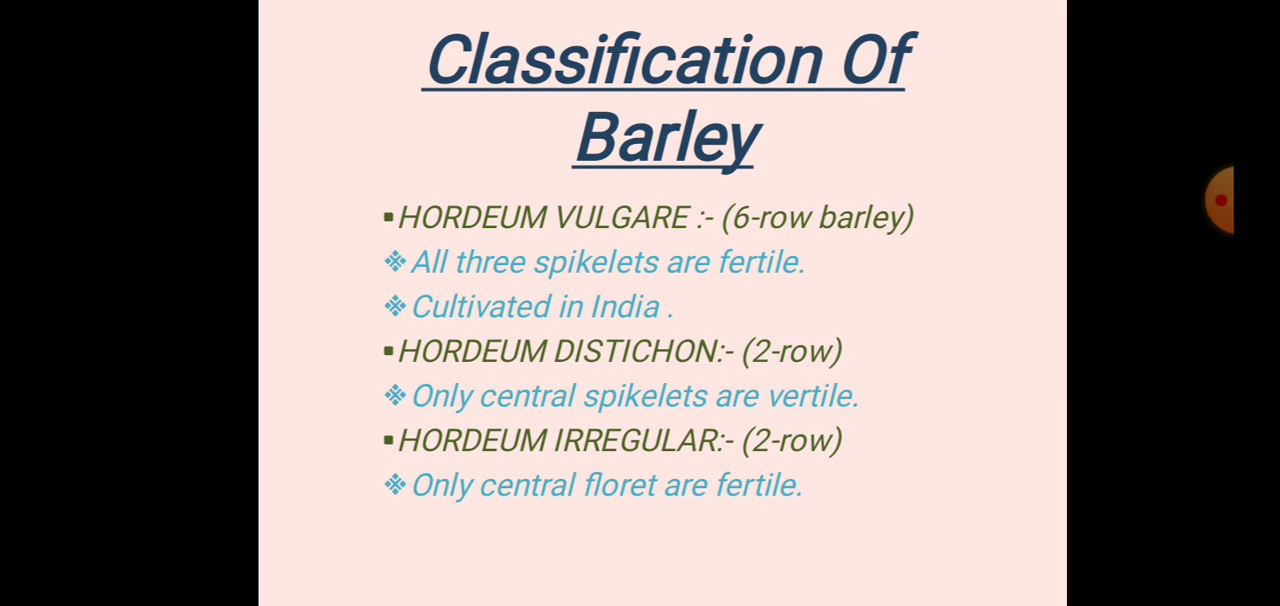 Classification Of
Barley
▪HORDEUM VULGARE :- (6-row barley)
❖All three spikelets are fertile.
❖Cultivated in India .
▪HORDEUM DISTICHON:- (2-row)
❖Only central spikelets are vertile.
▪HORDEUM IRREGULAR:- (2-row)
❖Only central floret are fertile.